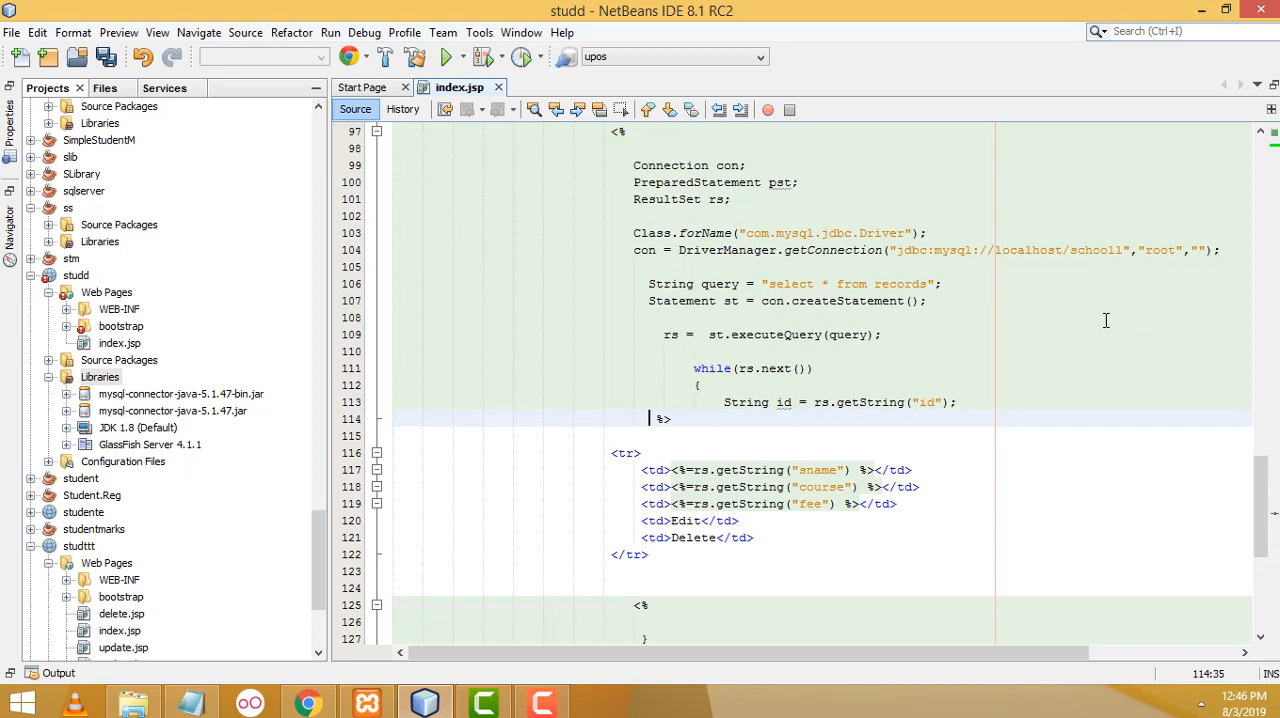 studd - NetBeans IDE 8.1 RC2
File Edit Format Preview View Navigate Source Refactor Run Debug Profile Team Tools Window Help
Search (Ctrl+I)
upos
Projects Files Services
Start Page index.jsp
Source History
Properties
Navigator
Source Packages
Libraries
SimpleStudentM
slib
SLibrary
sqlserver
ss
Source Packages
Libraries
stm
studd
Web Pages
WEB-INF
bootstrap
index.jsp
Source Packages
Libraries
mysql-connector-java-5.1.47-bin.jar
mysql-connector-java-5.1.47.jar
JDK 1.8 (Default)
GlassFish Server 4.1.1
Configuration Files
student
Student.Reg
studente
studentmarks
studttt
Web Pages
WEB-INF
bootstrap
delete.jsp
index.jsp
update.jsp
97 <%
98
99 Connection con;
100 PreparedStatement pst;
101 ResultSet rs;
102
103 Class.forName("com.mysql.jdbc.Driver");
104 con = DriverManager.getConnection("jdbc:mysql://localhost/schooll","root","");
105
106 String query = "select * from records";
107 Statement st = con.createStatement();
108
109 rs = st.executeQuery(query);
110
111 while(rs.next())
112 {
113 String id = rs.getString("id");
114 %>
115
116 <tr>
117 <td><%=rs.getString("sname") %></td>
118 <td><%=rs.getString("course") %></td>
119 <td><%=rs.getString("fee") %></td>
120 <td>Edit</td>
121 <td>Delete</td>
122 </tr>
123
124
125 <%
126
127 }
Output
114:35 INS
12:46 PM
8/3/2019